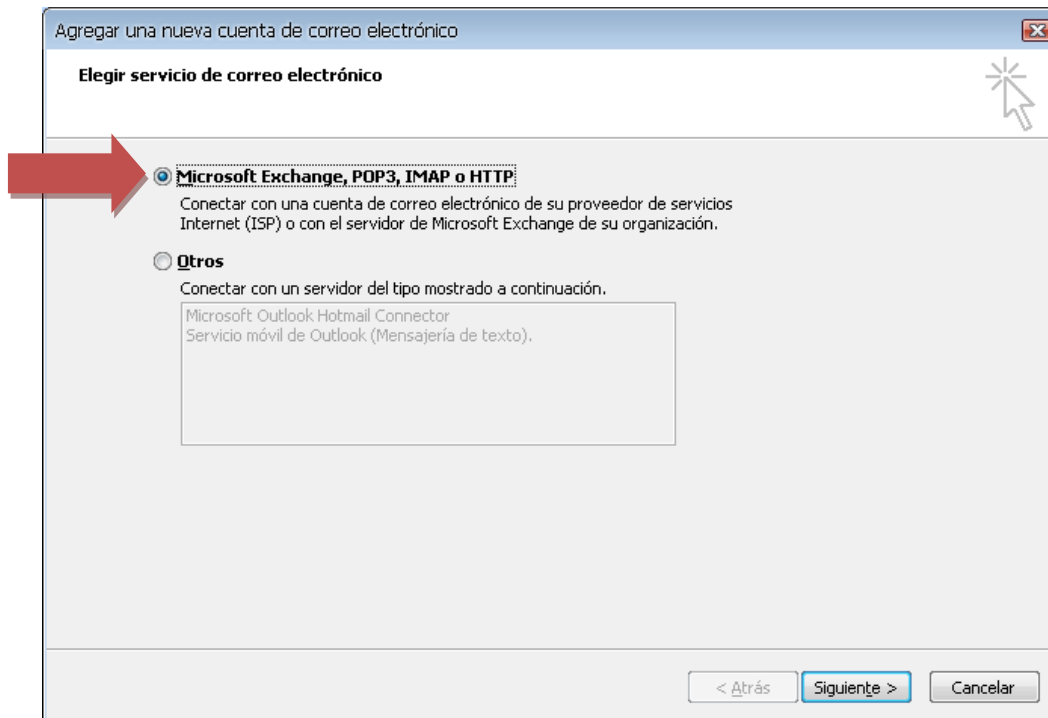 Agregar una nueva cuenta de correo electrónico
Elegir servicio de correo electrónico
Microsoft Exchange, POP3, IMAP o HTTP
Conectar con una cuenta de correo electrónico de su proveedor de servicios
Internet (ISP) o con el servidor de Microsoft Exchange de su organización.
Otros
Conectar con un servidor del tipo mostrado a continuación.
Microsoft Outlook Hotmail Connector
Servicio móvil de Outlook (Mensajería de texto).
< Atrás
Siguiente >
Cancelar